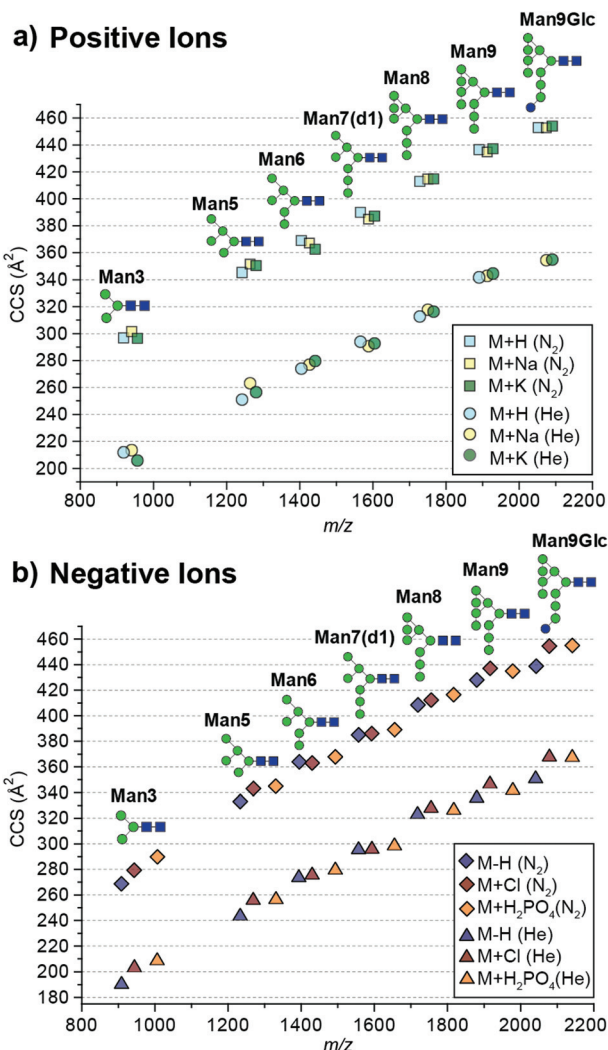 a) Positive Ions
Man9Glc
Man9
Man8
Man7(d1)
Man6
Man5
Man3
CCS (Å²)
460
440
420
400
380
360
340
320
300
280
260
240
220
200
M+H (N₂)
M+Na (N₂)
M+K (N₂)
M+H (He)
M+Na (He)
M+K (He)
800 1000 1200 1400 1600 1800 2000 2200
m/z
b) Negative Ions
Man9Glc
Man9
Man8
Man7(d1)
Man6
Man5
Man3
CCS (Å²)
460
440
420
400
380
360
340
320
300
280
260
240
220
200
180
M-H (N₂)
M+Cl (N₂)
M+H₂PO₄(N₂)
M-H (He)
M+Cl (He)
M+H₂PO₄(He)
800 1000 1200 1400 1600 1800 2000 2200
m/z